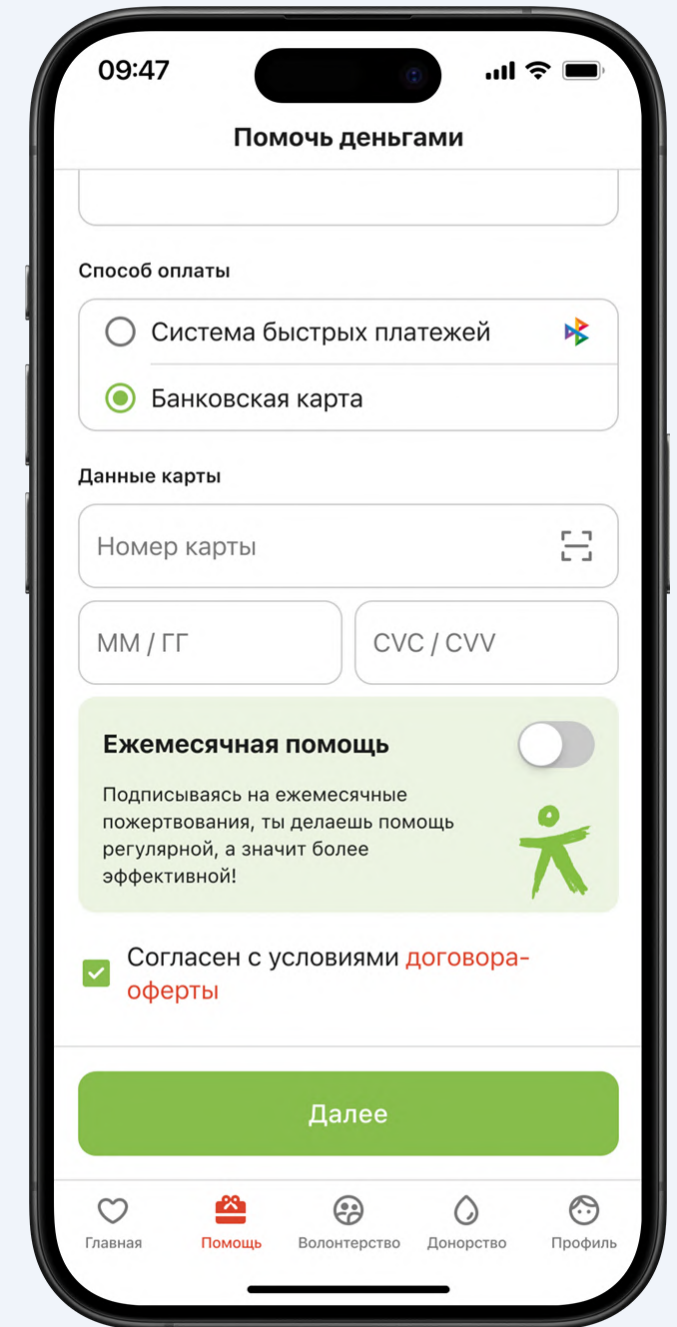 09:47
Помочь деньгами
Способ оплаты
Система быстрых платежей
Банковская карта
Данные карты
Номер карты
ММ / ГГ
CVC / CVV
Ежемесячная помощь
Подписываясь на ежемесячные
пожертвования, ты делаешь помощь
регулярной, а значит более
эффективной!
Согласен с условиями договора-
оферты
Далее
Главная
Помощь
Волонтерство
Донорство
Профиль